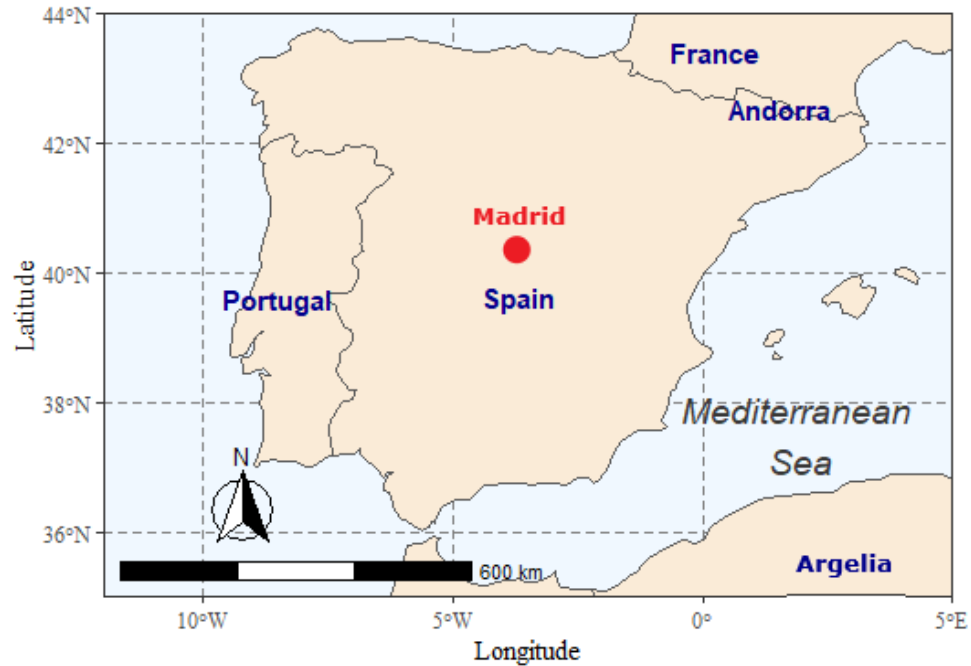 44°N
France
Andorra
42°N
Madrid
40°N
Portugal
Spain
Latitude
38°N
Mediterranean
Sea
N
36°N
600 km
Argelia
10°W
5°W
0°
5°E
Longitude